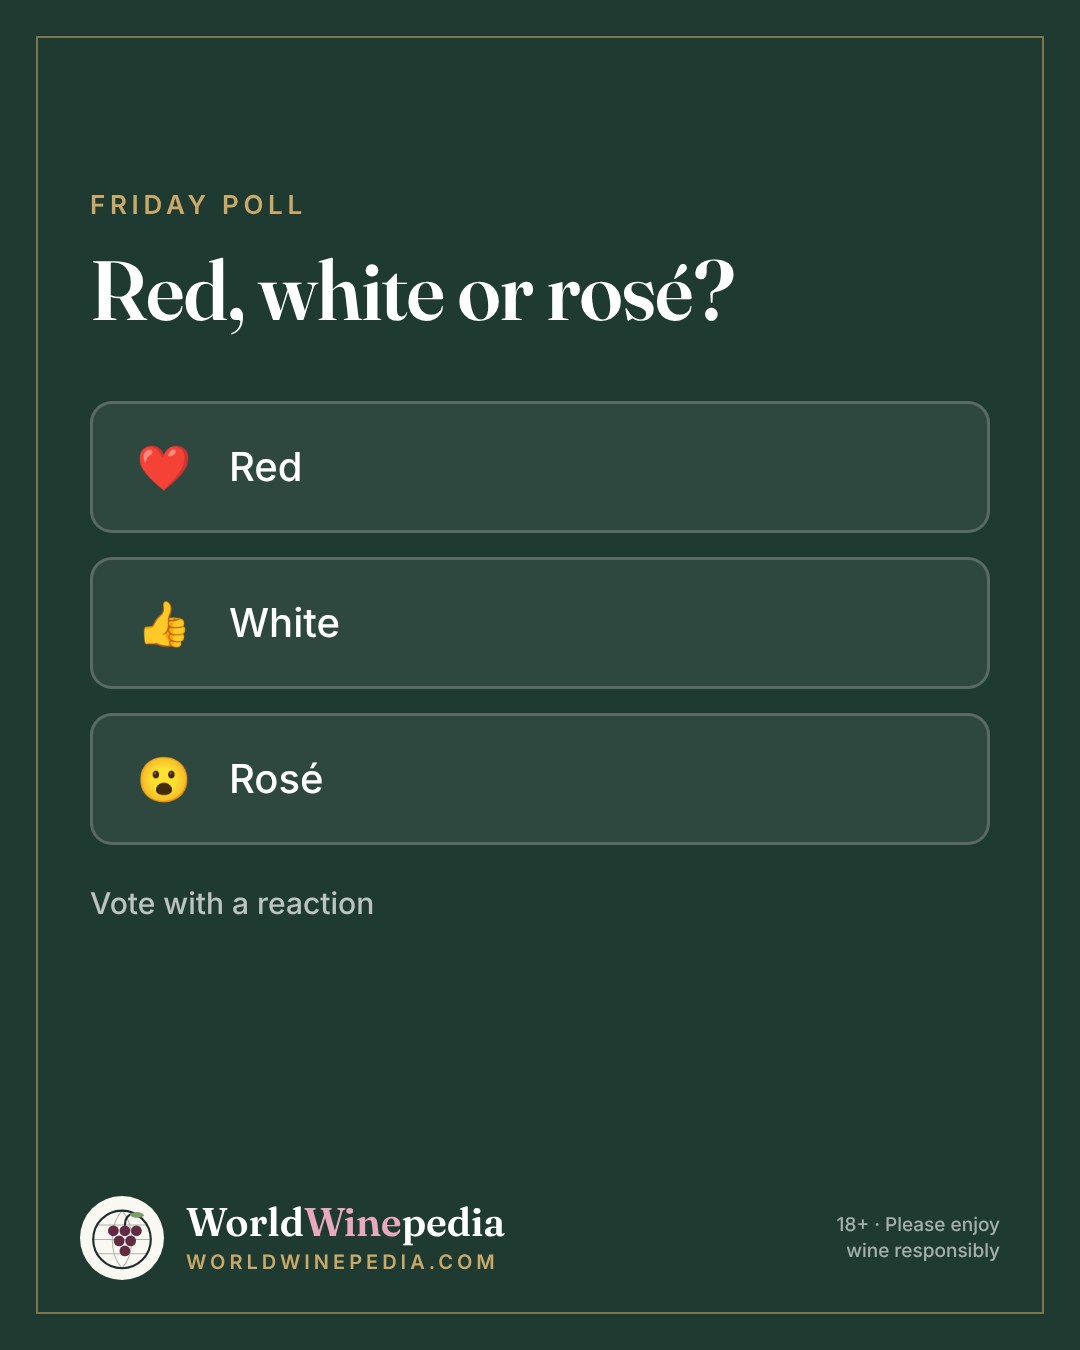 FRIDAY POLL
Red, white or rosé?
❤️ Red
👍 White
😮 Rosé
Vote with a reaction
WorldWinepedia
WORLDWINEPEDIA.COM
18+ · Please enjoy
wine responsibly